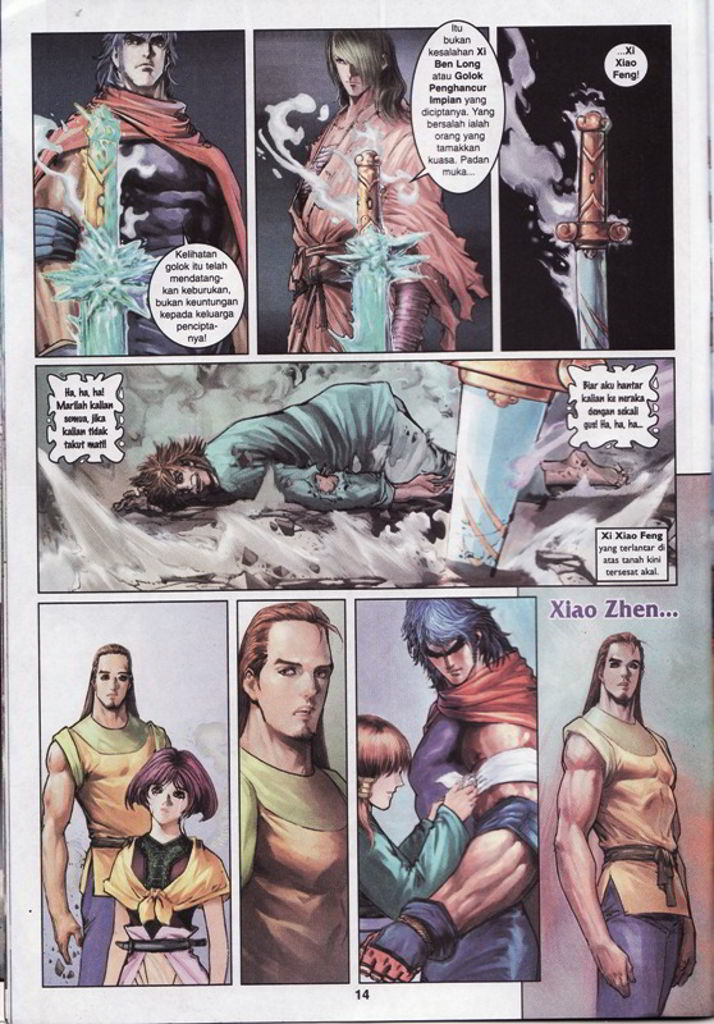 Kelihatan
golok itu telah
mendatang-
kan keburukan,
bukan keuntungan
kepada keluarga
pencipta-
nya!
Itu
bukan
kesalahan Xi
Ben Long
atau Golok
Penghancur
Impian yang
diciptanya. Yang
bersalah ialah
orang yang
tamakkan
kuasa. Padan
muka...
...Xi
Xiao
Feng!
Ha, ha, ha!
Marilah kalian
semua, jika
kalian tidak
takut mati!
Biar aku hantar
kalian ke neraka
dengan sekali
gus! Ha, ha, ha...
Xi Xiao Feng
yang terlantar di
atas tanah kini
tersesat akal.
Xiao Zhen...
14